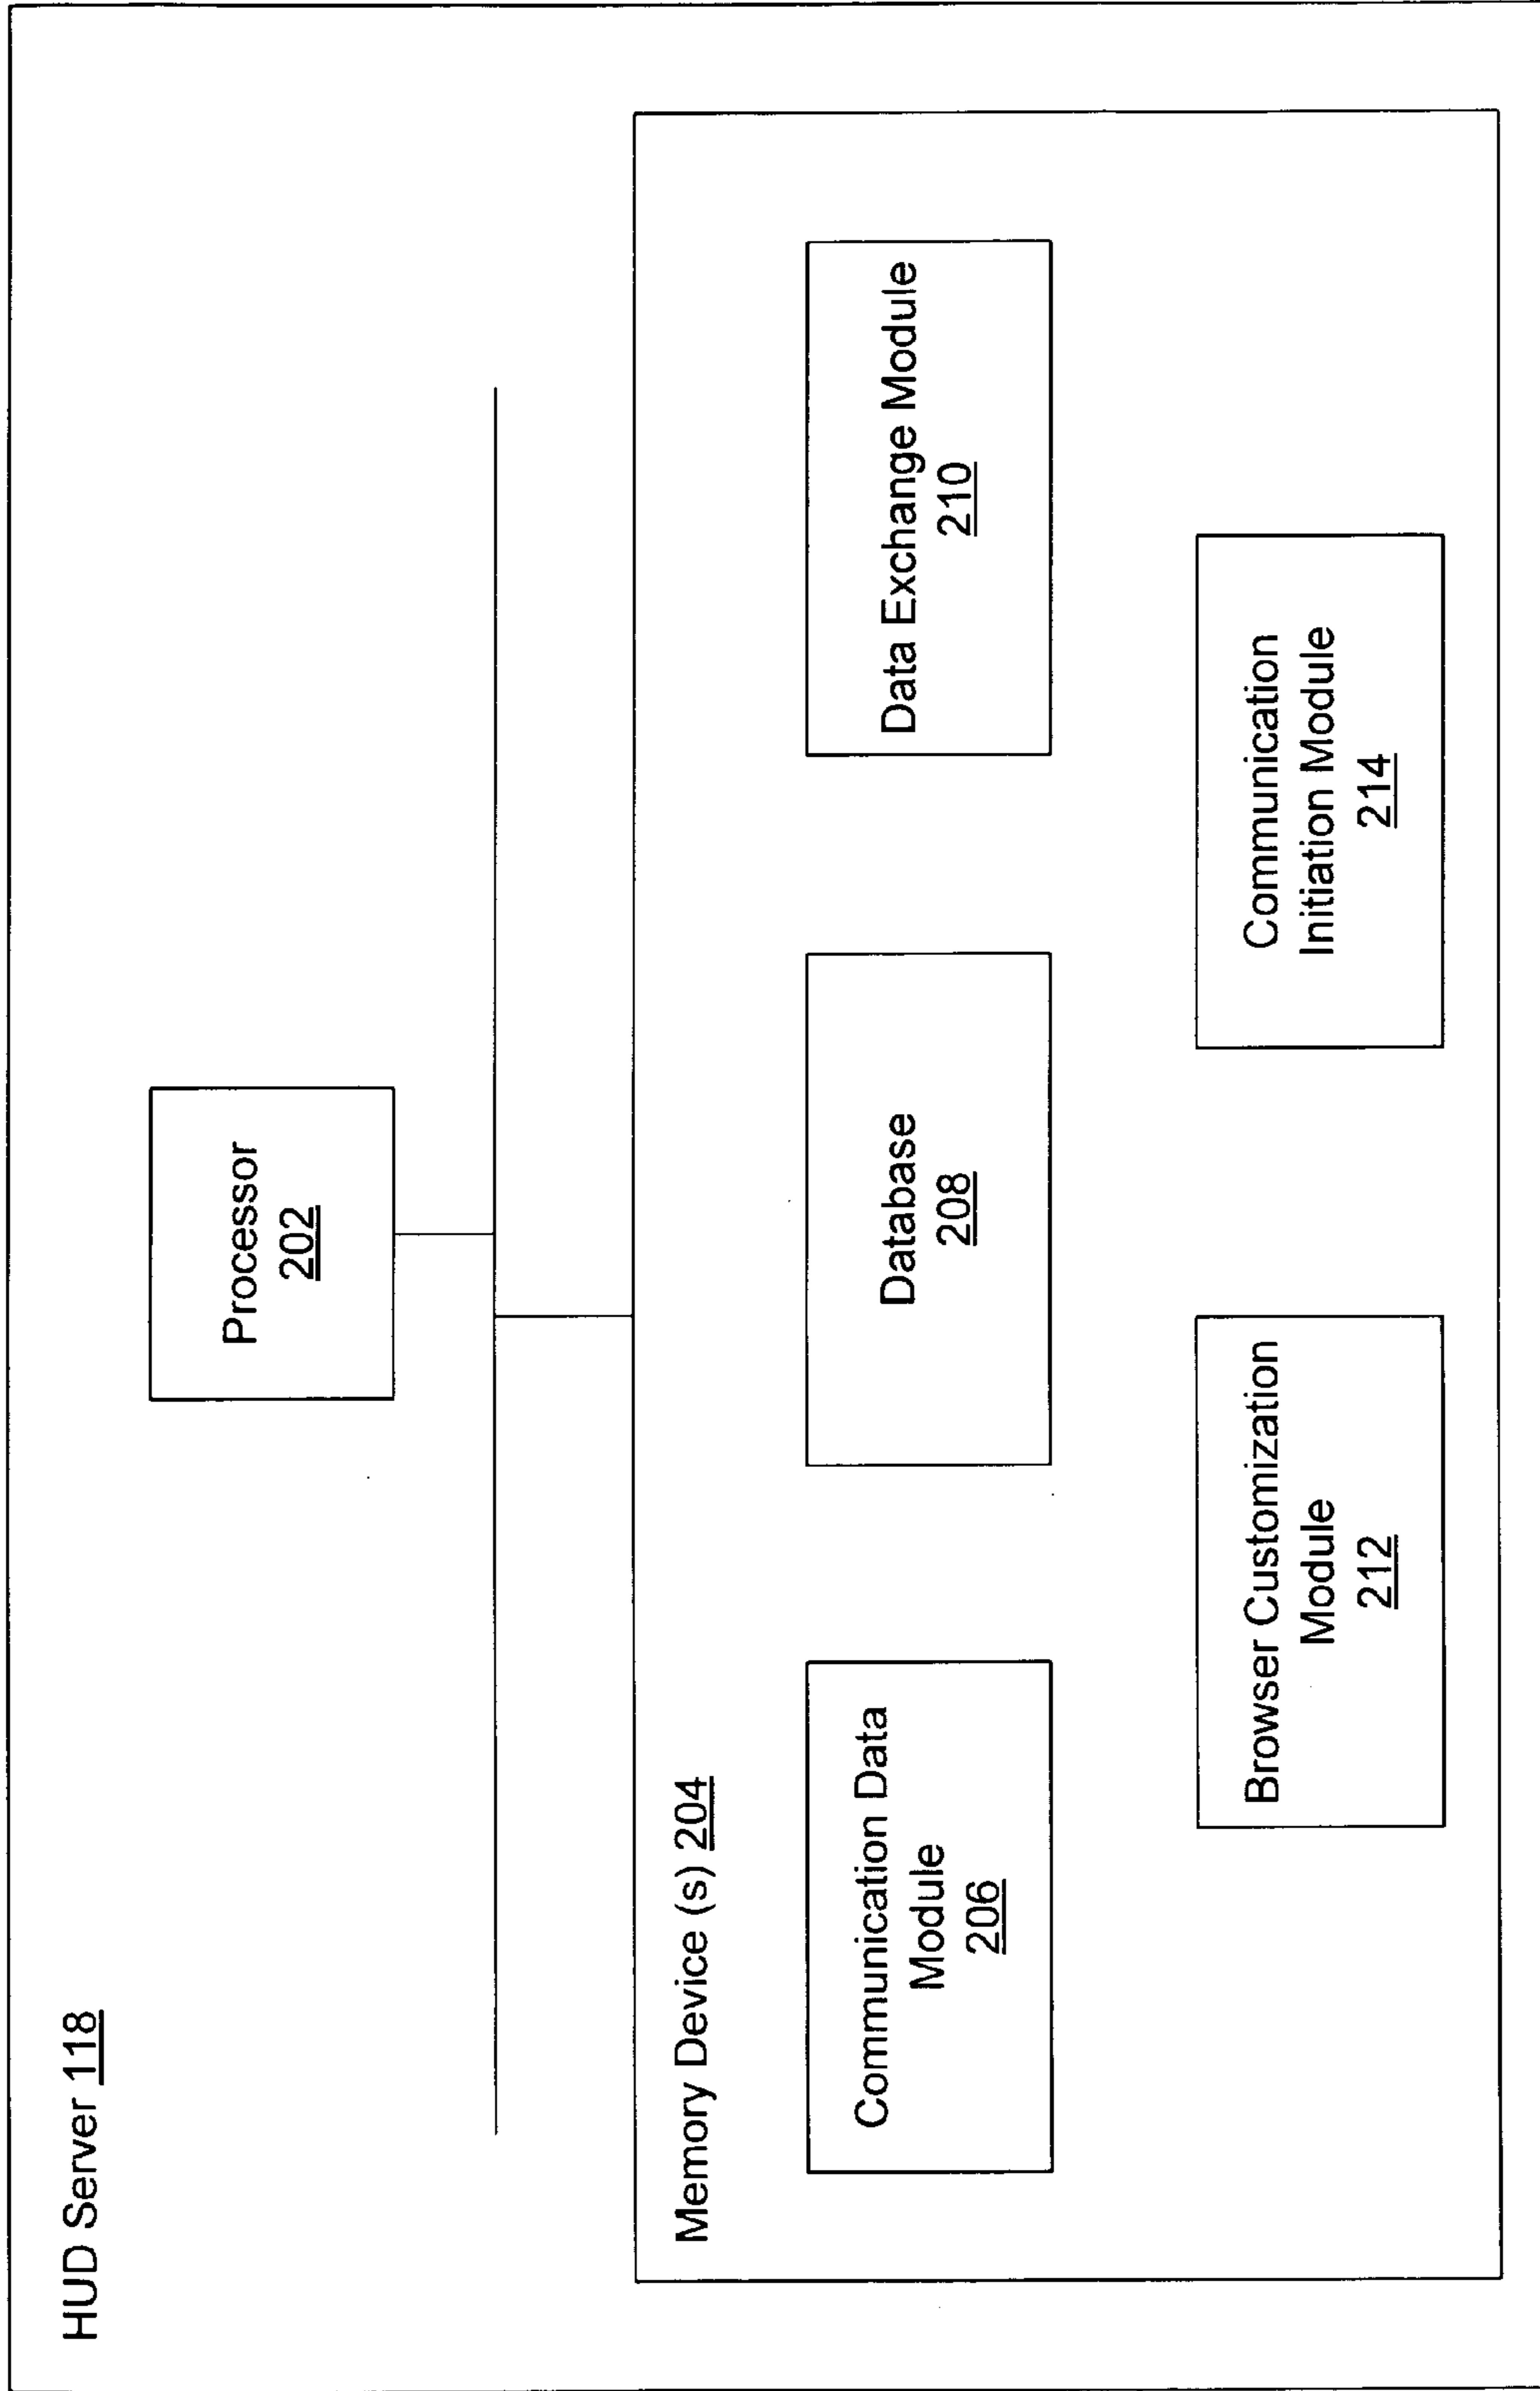 HUD Server 118
Processor
202
Memory Device (s) 204
Communication Data
Module
206
Database
208
Data Exchange Module
210
Browser Customization
Module
212
Communication
Initiation Module
214